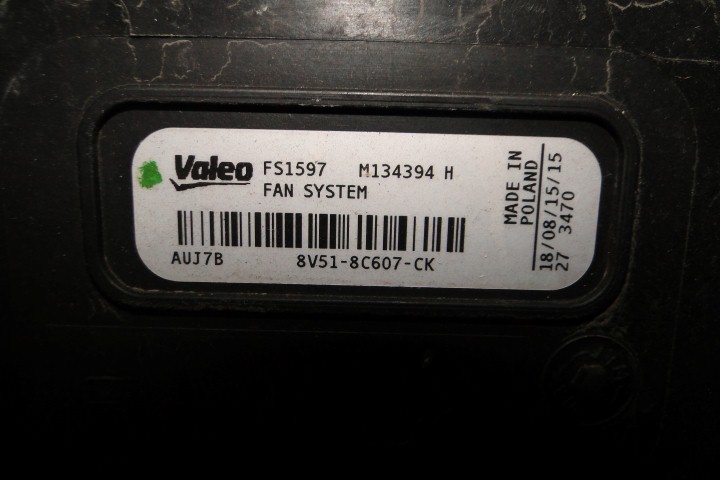 Valeo FS1597 M134394 H
FAN SYSTEM
AUJ7B 8V51-8C607-CK
MADE IN
POLAND
18/08/15/15
27 3470